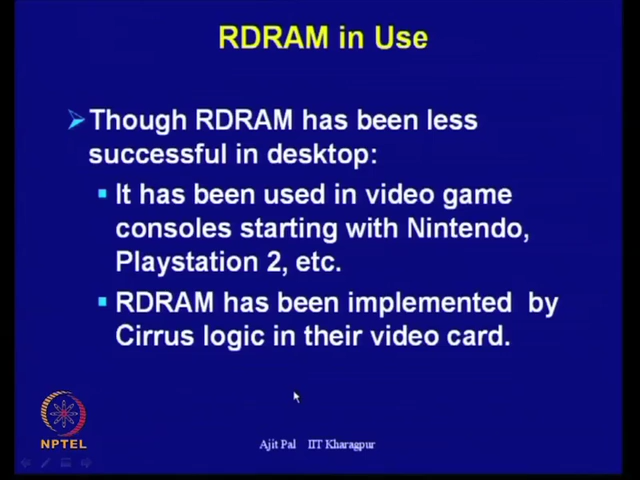 RDRAM in Use
Though RDRAM has been less
successful in desktop:
It has been used in video game
consoles starting with Nintendo,
Playstation 2, etc.
RDRAM has been implemented by
Cirrus logic in their video card.
NPTEL
Ajit Pal IIT Kharagpur